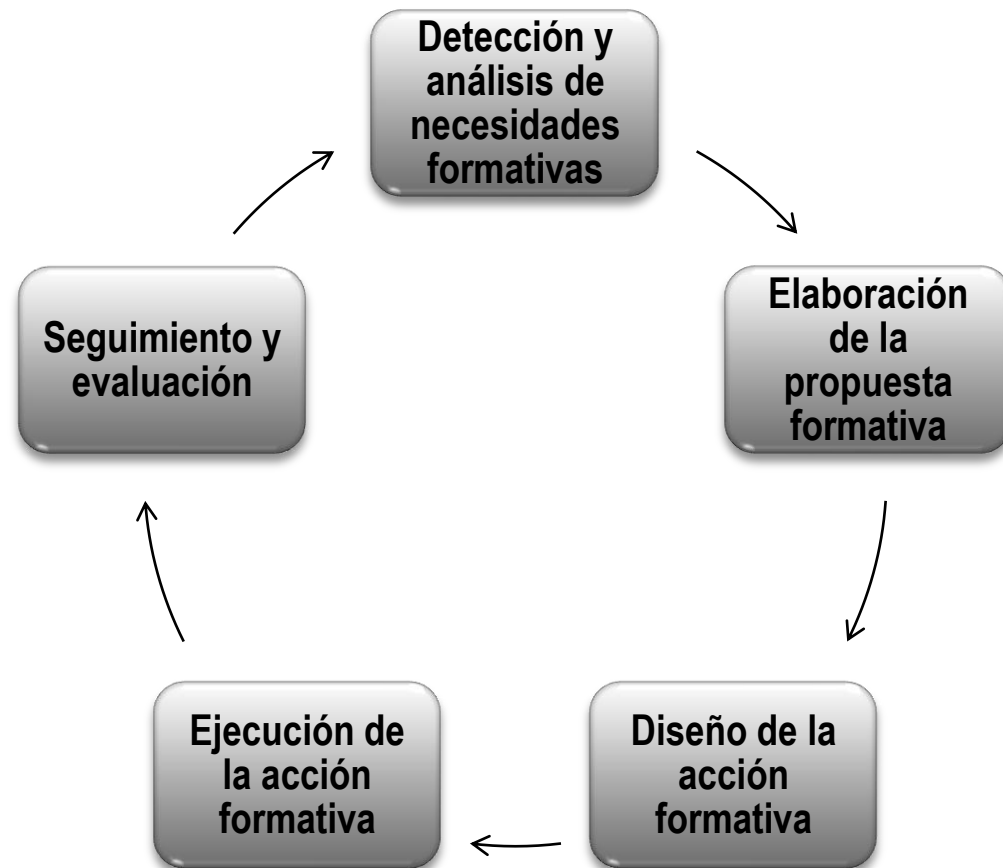 Detección y
análisis de
necesidades
formativas
Elaboración
de la
propuesta
formativa
Diseño de la
acción
formativa
Ejecución de
la acción
formativa
Seguimiento y
evaluación